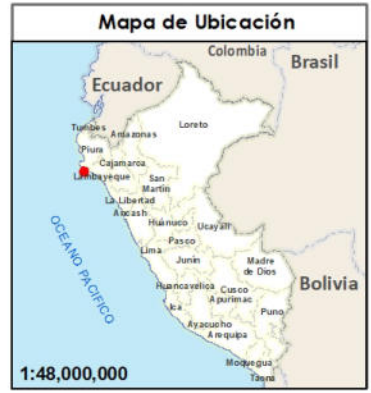 Mapa de Ubicación
Colombia
Brasil
Ecuador
Tumbes
Amazonas
Loreto
Piura
Cajamarca
Lambayeque
San
Martin
La Libertad
Ancash
Huánuco
Ucayali
Pasco
Lima
Junín
Madre
de Dios
OCEANO PACIFICO
Huancavelica
Cusco
Bolivia
Apurimac
Ica
Puno
Ayacucho
Arequipa
Moquegua
Tacna
1:48,000,000